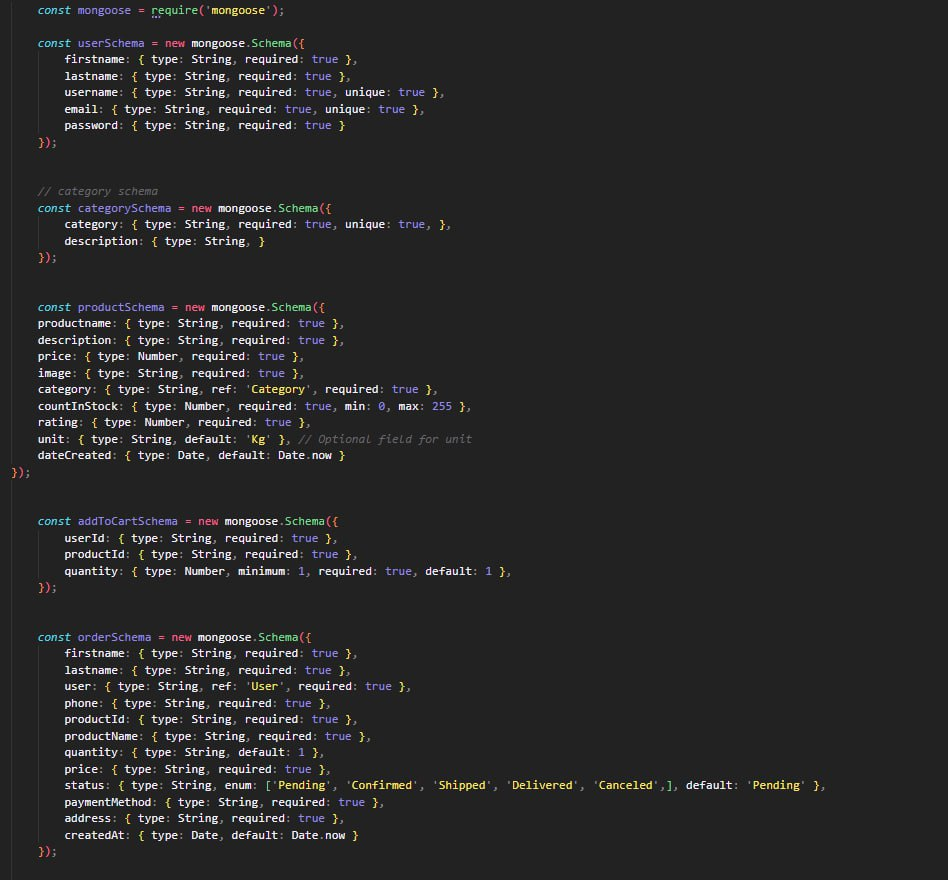 const mongoose = require('mongoose');
const userSchema = new mongoose.Schema({
firstname: { type: String, required: true },
lastname: { type: String, required: true },
username: { type: String, required: true, unique: true },
email: { type: String, required: true, unique: true },
password: { type: String, required: true }
});
// category schema
const categorySchema = new mongoose.Schema({
category: { type: String, required: true, unique: true, },
description: { type: String, }
});
const productSchema = new mongoose.Schema({
productname: { type: String, required: true },
description: { type: String, required: true },
price: { type: Number, required: true },
image: { type: String, required: true },
category: { type: String, ref: 'Category', required: true },
countInStock: { type: Number, required: true, min: 0, max: 255 },
rating: { type: Number, required: true },
unit: { type: String, default: 'Kg' }, // Optional field for unit
dateCreated: { type: Date, default: Date.now }
});
const addToCartSchema = new mongoose.Schema({
userId: { type: String, required: true },
productId: { type: String, required: true },
quantity: { type: Number, minimum: 1, required: true, default: 1 },
});
const orderSchema = new mongoose.Schema({
firstname: { type: String, required: true },
lastname: { type: String, required: true },
user: { type: String, ref: 'User', required: true },
phone: { type: String, required: true },
productId: { type: String, required: true },
productName: { type: String, required: true },
quantity: { type: String, default: 1 },
price: { type: String, required: true },
status: { type: String, enum: ['Pending', 'Confirmed', 'Shipped', 'Delivered', 'Canceled',], default: 'Pending' },
paymentMethod: { type: String, required: true },
address: { type: String, required: true },
createdAt: { type: Date, default: Date.now }
});